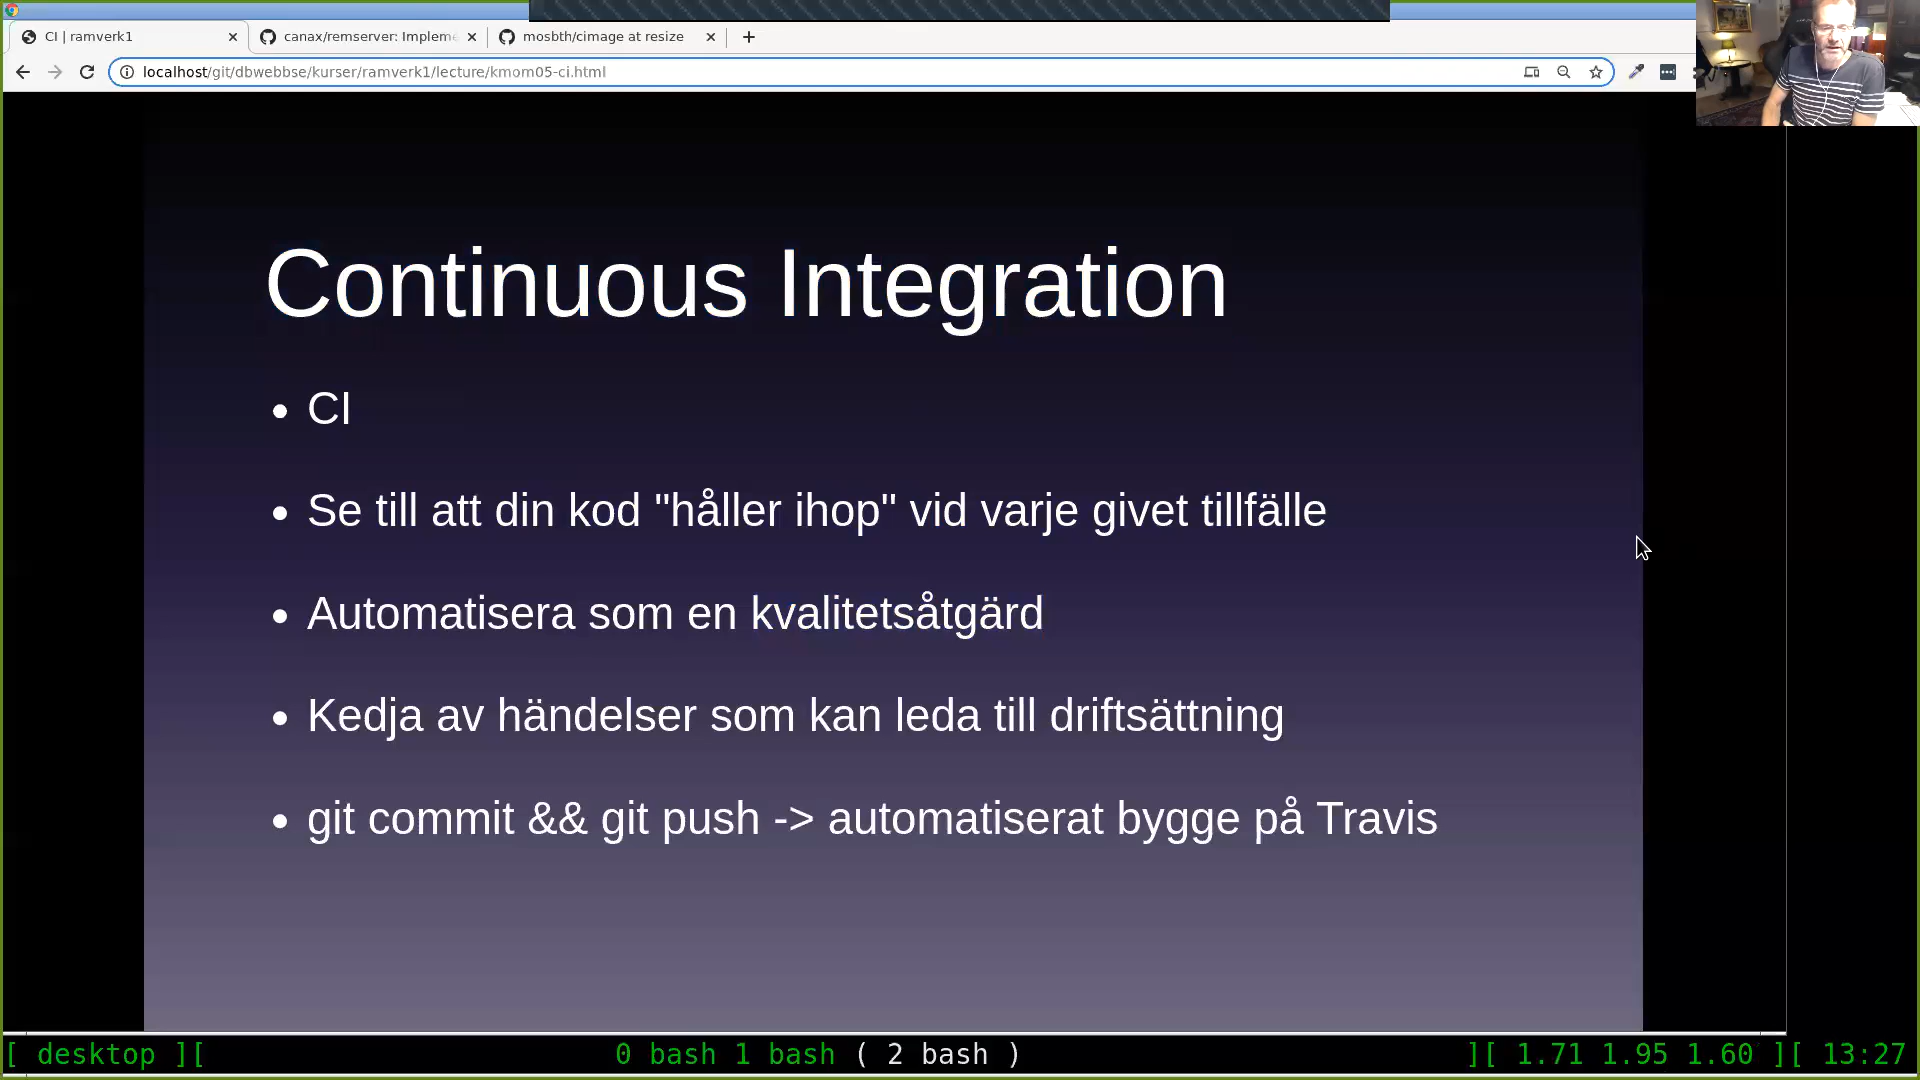 CI | ramverk1
canax/remserver: Implem
mosbth/cimage at resize
localhost/git/dbwebbse/kurser/ramverk1/lecture/kmom05-ci.html
Continuous Integration
• CI
• Se till att din kod "håller ihop" vid varje givet tillfälle
• Automatisera som en kvalitetsåtgärd
• Kedja av händelser som kan leda till driftsättning
• git commit && git push -> automatiserat bygge på Travis
[ desktop ][ 0 bash 1 bash ( 2 bash ) ][ 1.71 1.95 1.60 ][ 13:27